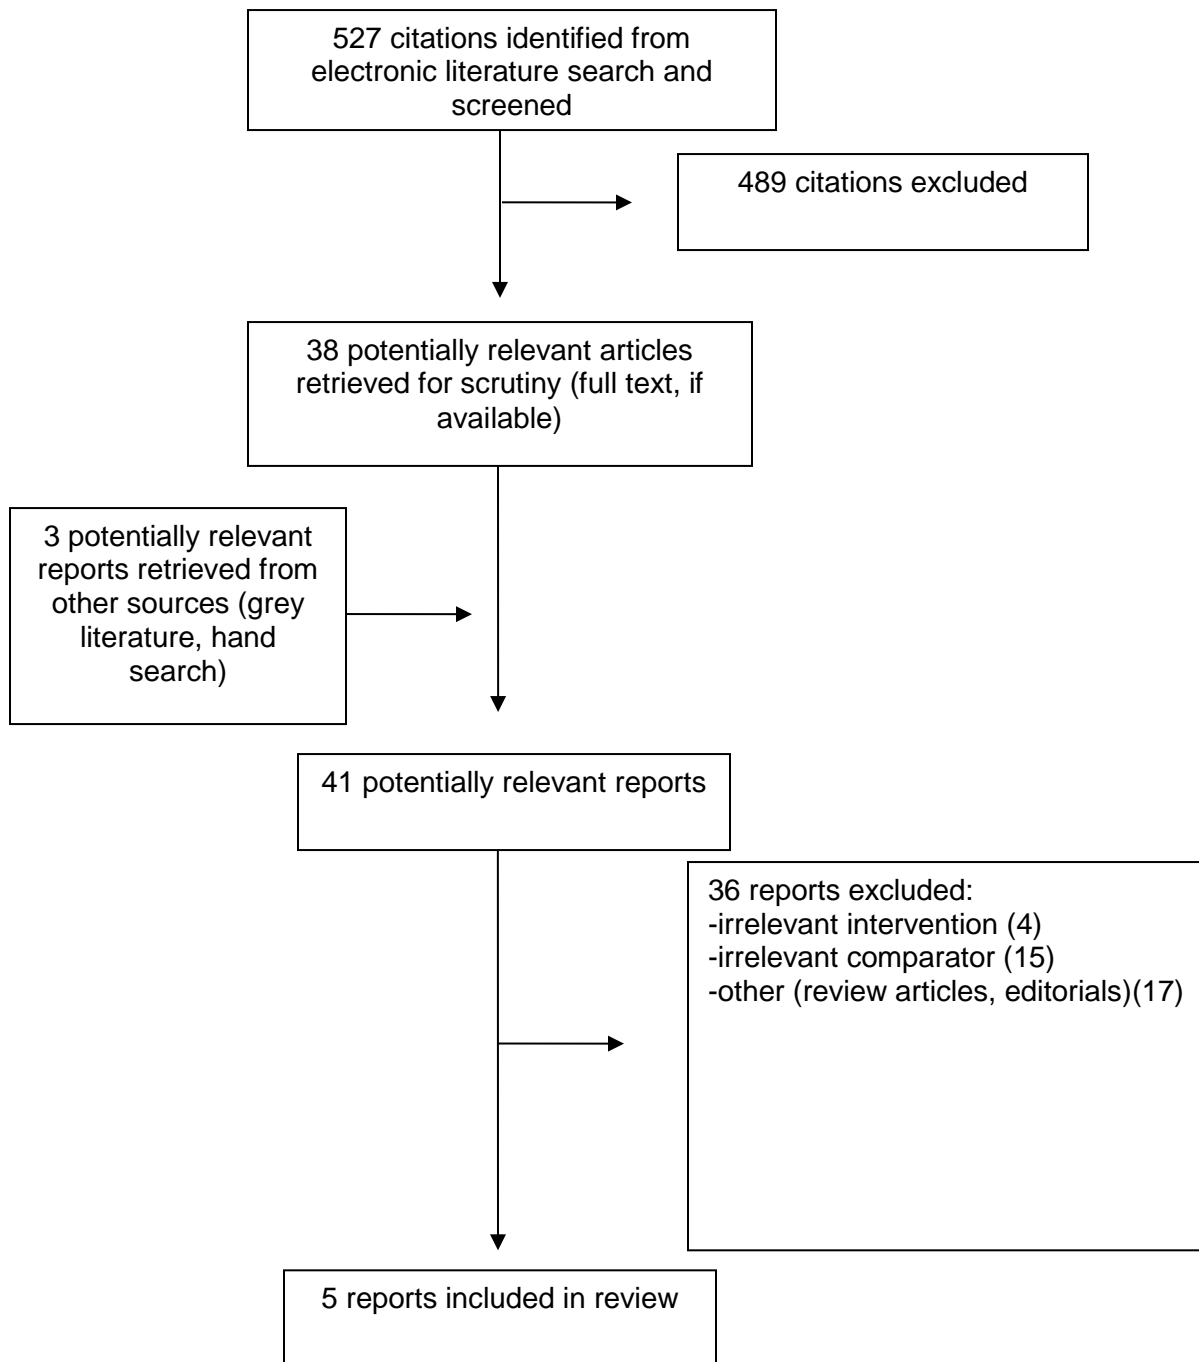 527 citations identified from
electronic literature search and
screened
489 citations excluded
38 potentially relevant articles
retrieved for scrutiny (full text, if
available)
3 potentially relevant
reports retrieved from
other sources (grey
literature, hand
search)
41 potentially relevant reports
36 reports excluded:
-irrelevant intervention (4)
-irrelevant comparator (15)
-other (review articles, editorials)(17)
5 reports included in review